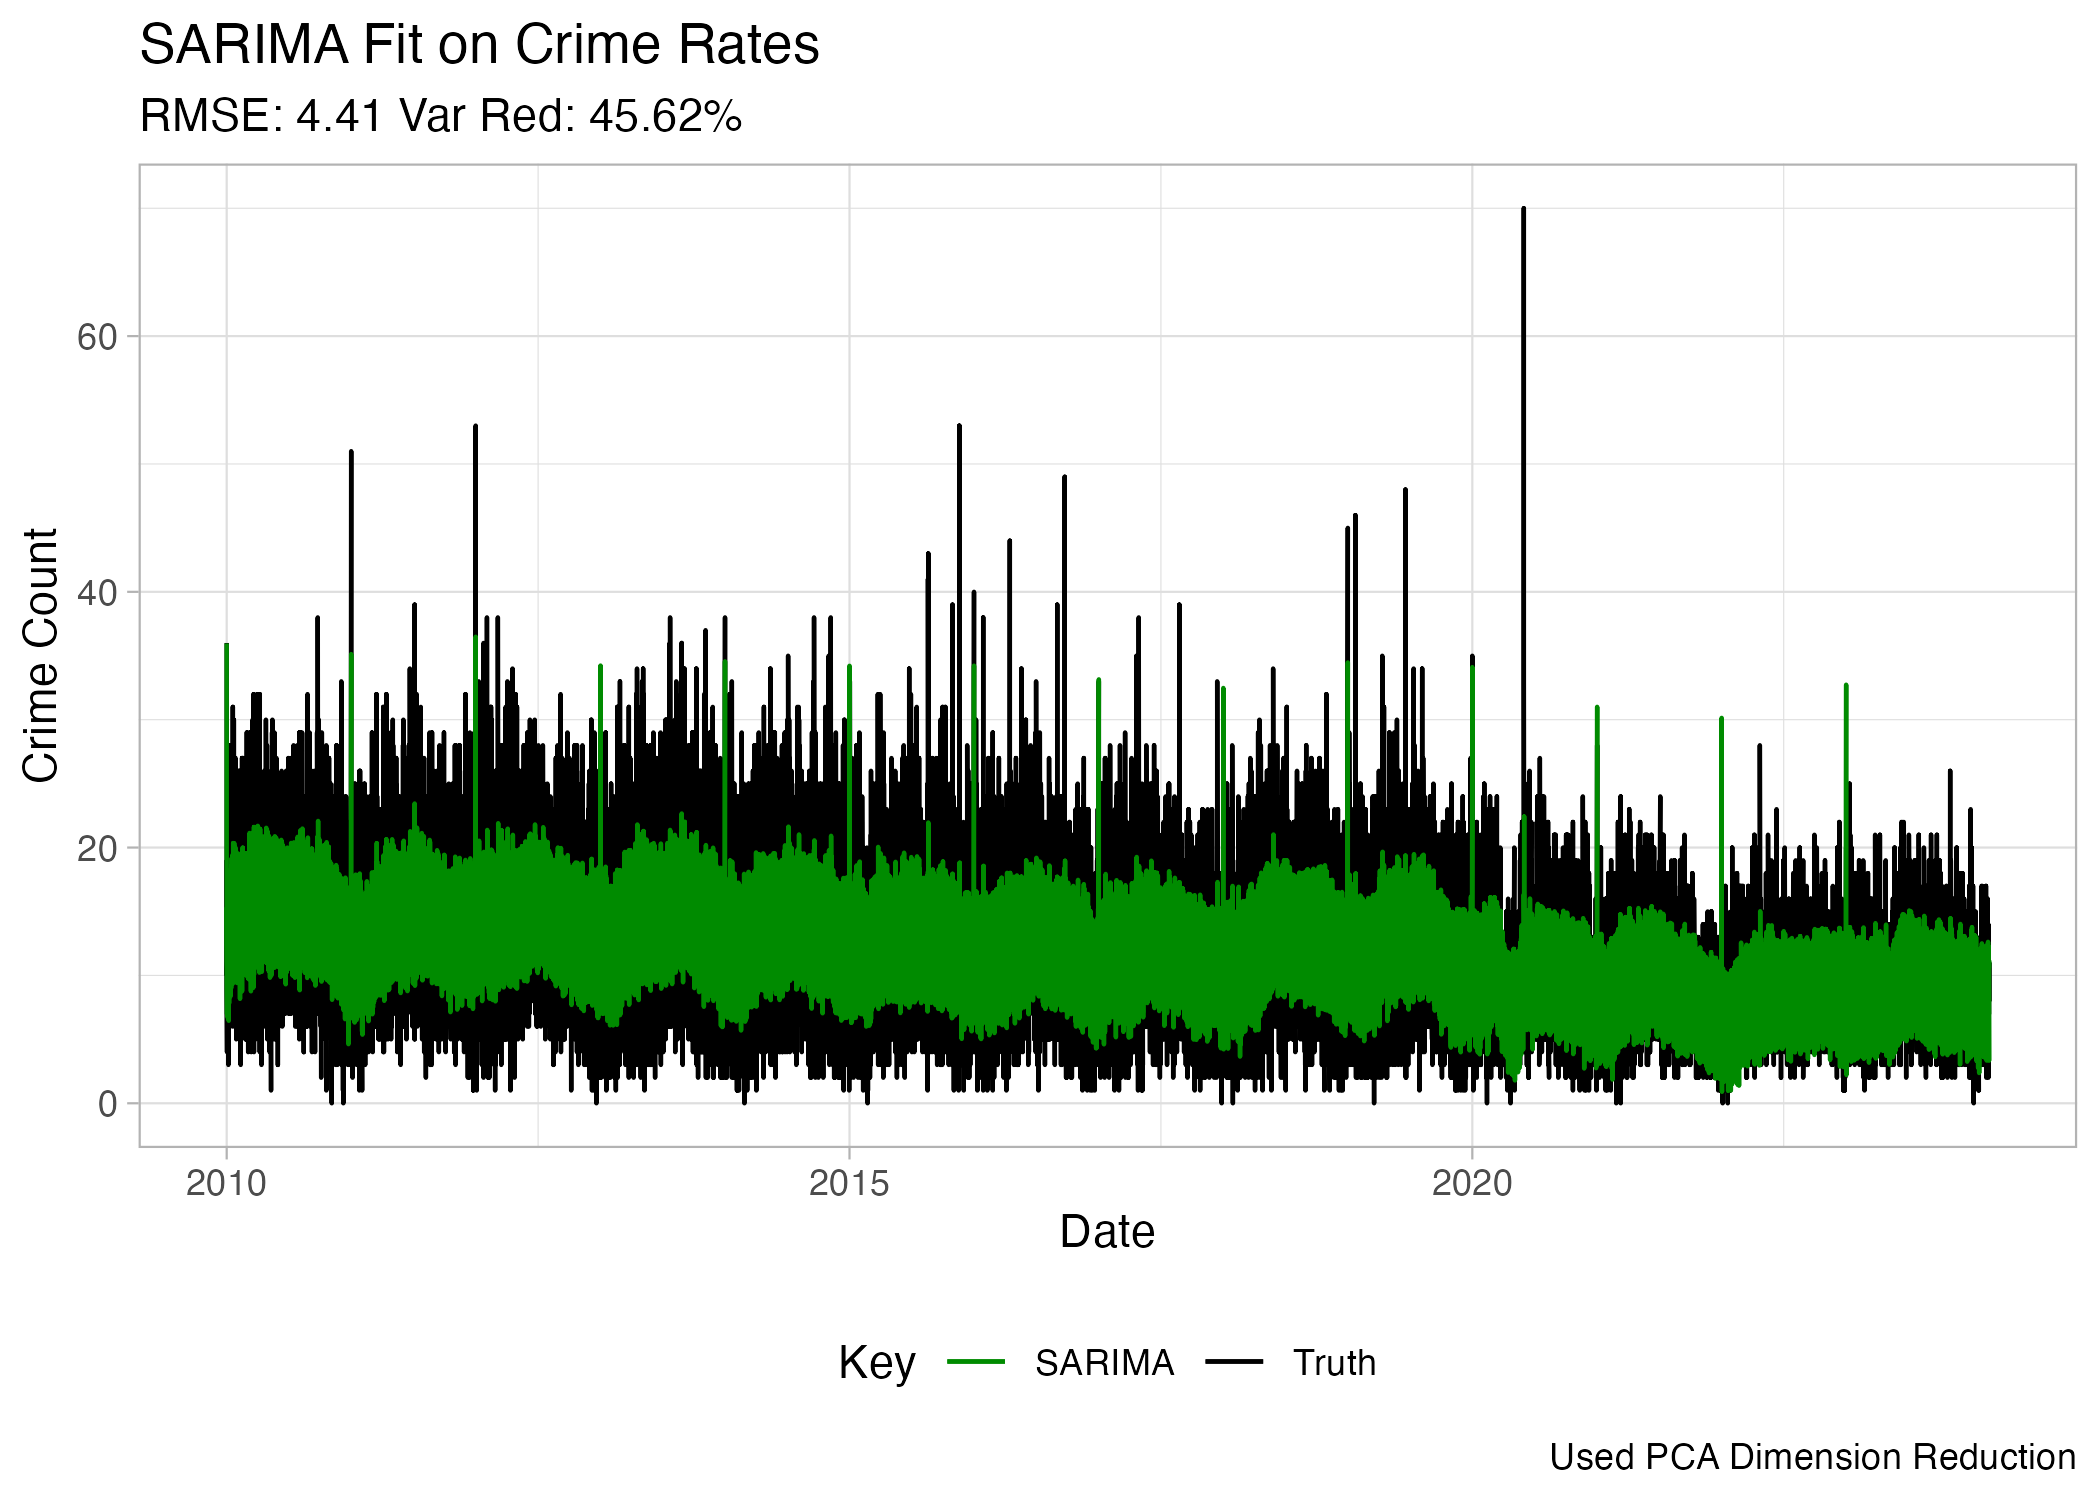 SARIMA Fit on Crime Rates
RMSE: 4.41 Var Red: 45.62%
Crime Count
60
40
20
0
2010 2015 2020
Date
Key SARIMA Truth
Used PCA Dimension Reduction